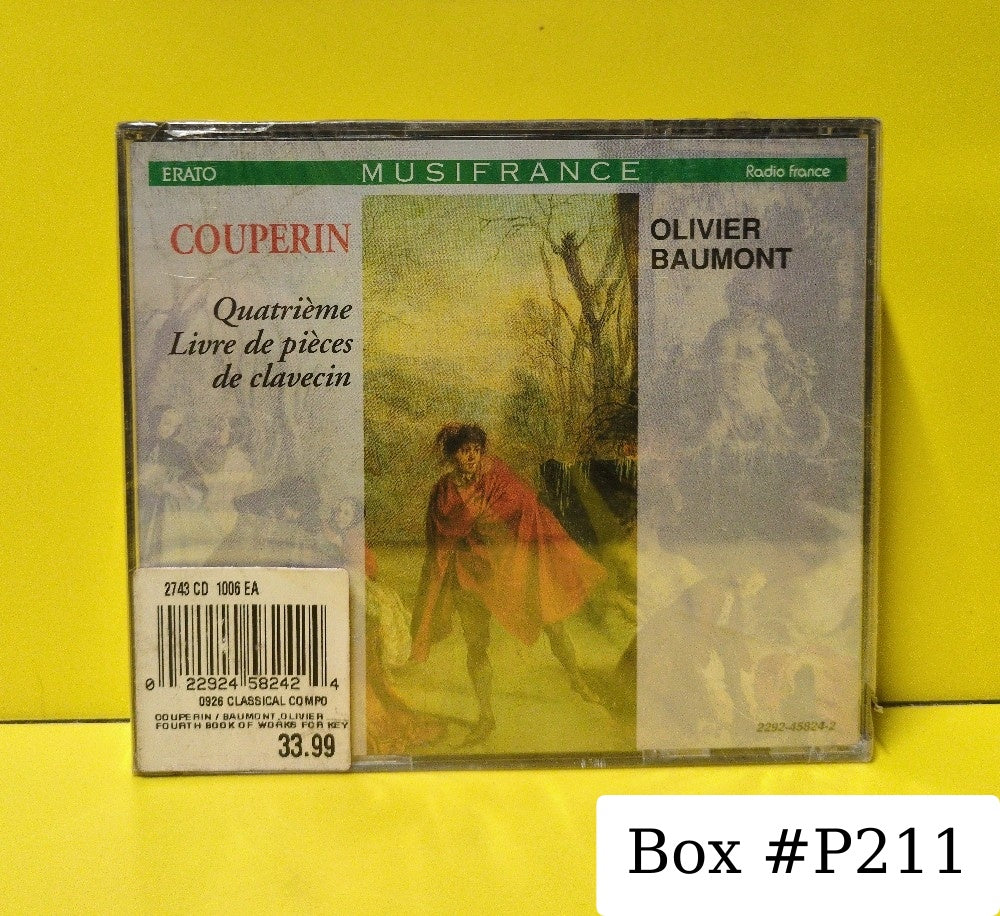 ERATO MUSIFRANCE Radio france
COUPERIN
Quatrième
Livre de pièces
de clavecin
OLIVIER
BAUMONT
2743 CD 1006 EA
0 22924 58242 4
0926 CLASSICAL COMPO
COUPERIN / BAUMONT,OLIVIER
FOURTH BOOK OF WORKS FOR KEY
33.99
2292-45824-2
Box #P211